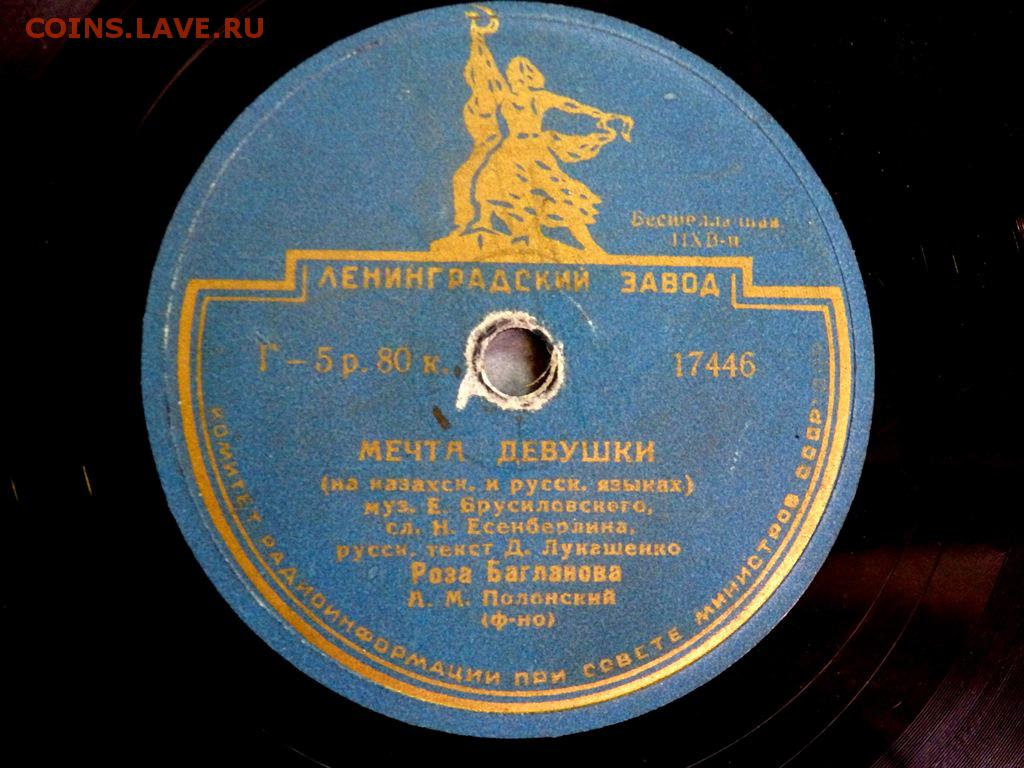 COINS.LAVE.RU
Бесшеллачная
ПХВ-п
ЛЕНИНГРАДСКИЙ ЗАВОД
Г – 5 р. 80 к. 17446
МЕЧТА ДЕВУШКИ
(на казахск. и русск. языках)
муз. Е. Брусиловского,
сл. Н. Есенберлина,
русск. текст Д. Лукашенко
Роза Багланова
А. М. Полонский
(ф-но)
КОМИТЕТ РАДИОИНФОРМАЦИИ ПРИ СОВЕТЕ МИНИСТРОВ СССР